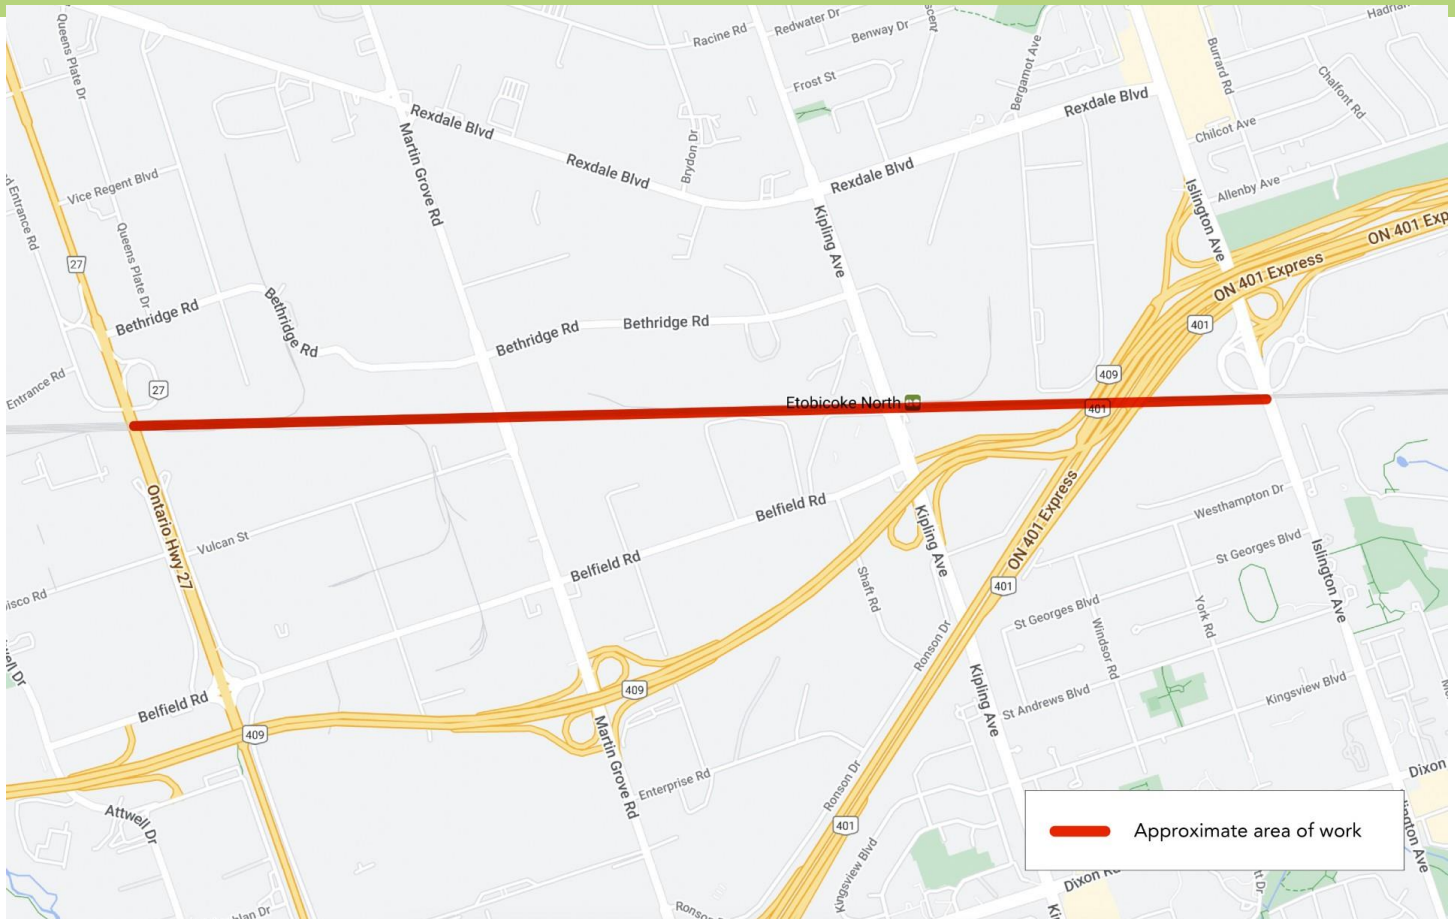 Queens Plate Dr
Racine Rd
Redwater Dr
Benway Dr
Frost St
Bergamot Ave
Burrard Rd
Chalfont Rd
Rexdale Blvd
Rexdale Blvd
Rexdale Blvd
Rexdale Blvd
Martin Grove Rd
Brydon Dr
Chilcot Ave
Allenby Ave
Islington Ave
Vice Regent Blvd
Queens Plate Dr
Kipling Ave
ON 401 Express
ON 401 Exp
27
Entrance Rd
Bethridge Rd
Bethridge Rd
Bethridge Rd
Bethridge Rd
401
409
27
Entrance Rd
Etobicoke North
401
Ontario Hwy 27
Vulcan St
Belfield Rd
Belfield Rd
Kipling Ave
ON 401 Express
Westhampton Dr
St Georges Blvd
Islington Ave
401
Shaft Rd
St Georges Blvd
Windsor Rd
York Rd
Ronson Dr
Belfield Rd
409
409
Martin Grove Rd
Kipling Ave
St Andrews Blvd
Kingsview Blvd
Attwell Dr
Enterprise Rd
Ronson Dr
401
Kingsview Blvd
Dixon
Dixon
Approximate area of work